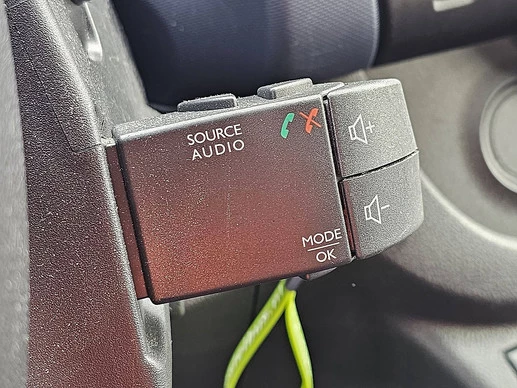 SOURCE
AUDIO
+
-
MODE
OK